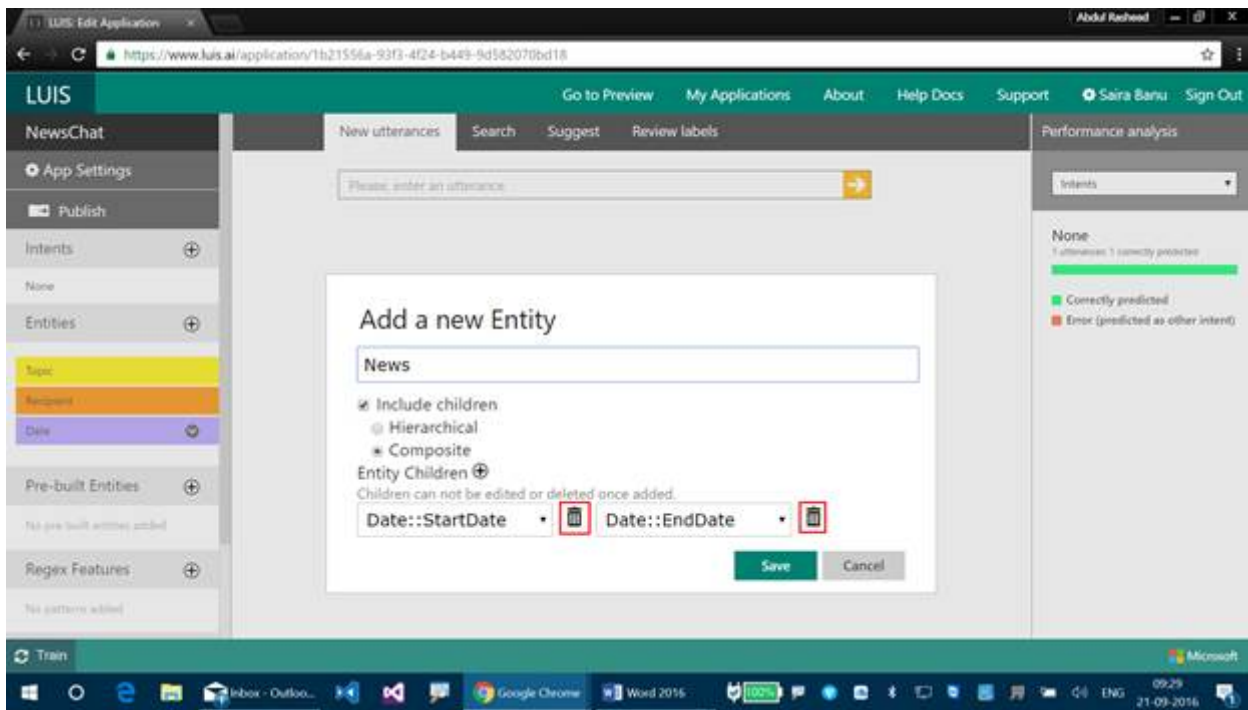 LUIS: Edit Application
Abdul Rasheed
https://www.luis.ai/application/1b21556a-93f3-4f24-b449-9d582070bd18
LUIS
Go to Preview My Applications About Help Docs Support Saira Banu Sign Out
NewsChat
New utterances Search Suggest Review labels
Performance analysis
App Settings
Please, enter an utterance.
Intents
Publish
Intents
None
None
1 utterances: 1 correctly predicted
Correctly predicted
Error (predicted as other intent)
Entities
Topic
Recipient
Date
Pre-built Entities
No pre built entities added
Regex Features
No pattern added
Add a new Entity
News
Include children
Hierarchical
Composite
Entity Children
Children can not be edited or deleted once added.
Date::StartDate Date::EndDate
Save Cancel
Train
Microsoft
Inbox - Outloo... Google Chrome Word 2016 100% ENG 09:29
21-09-2016